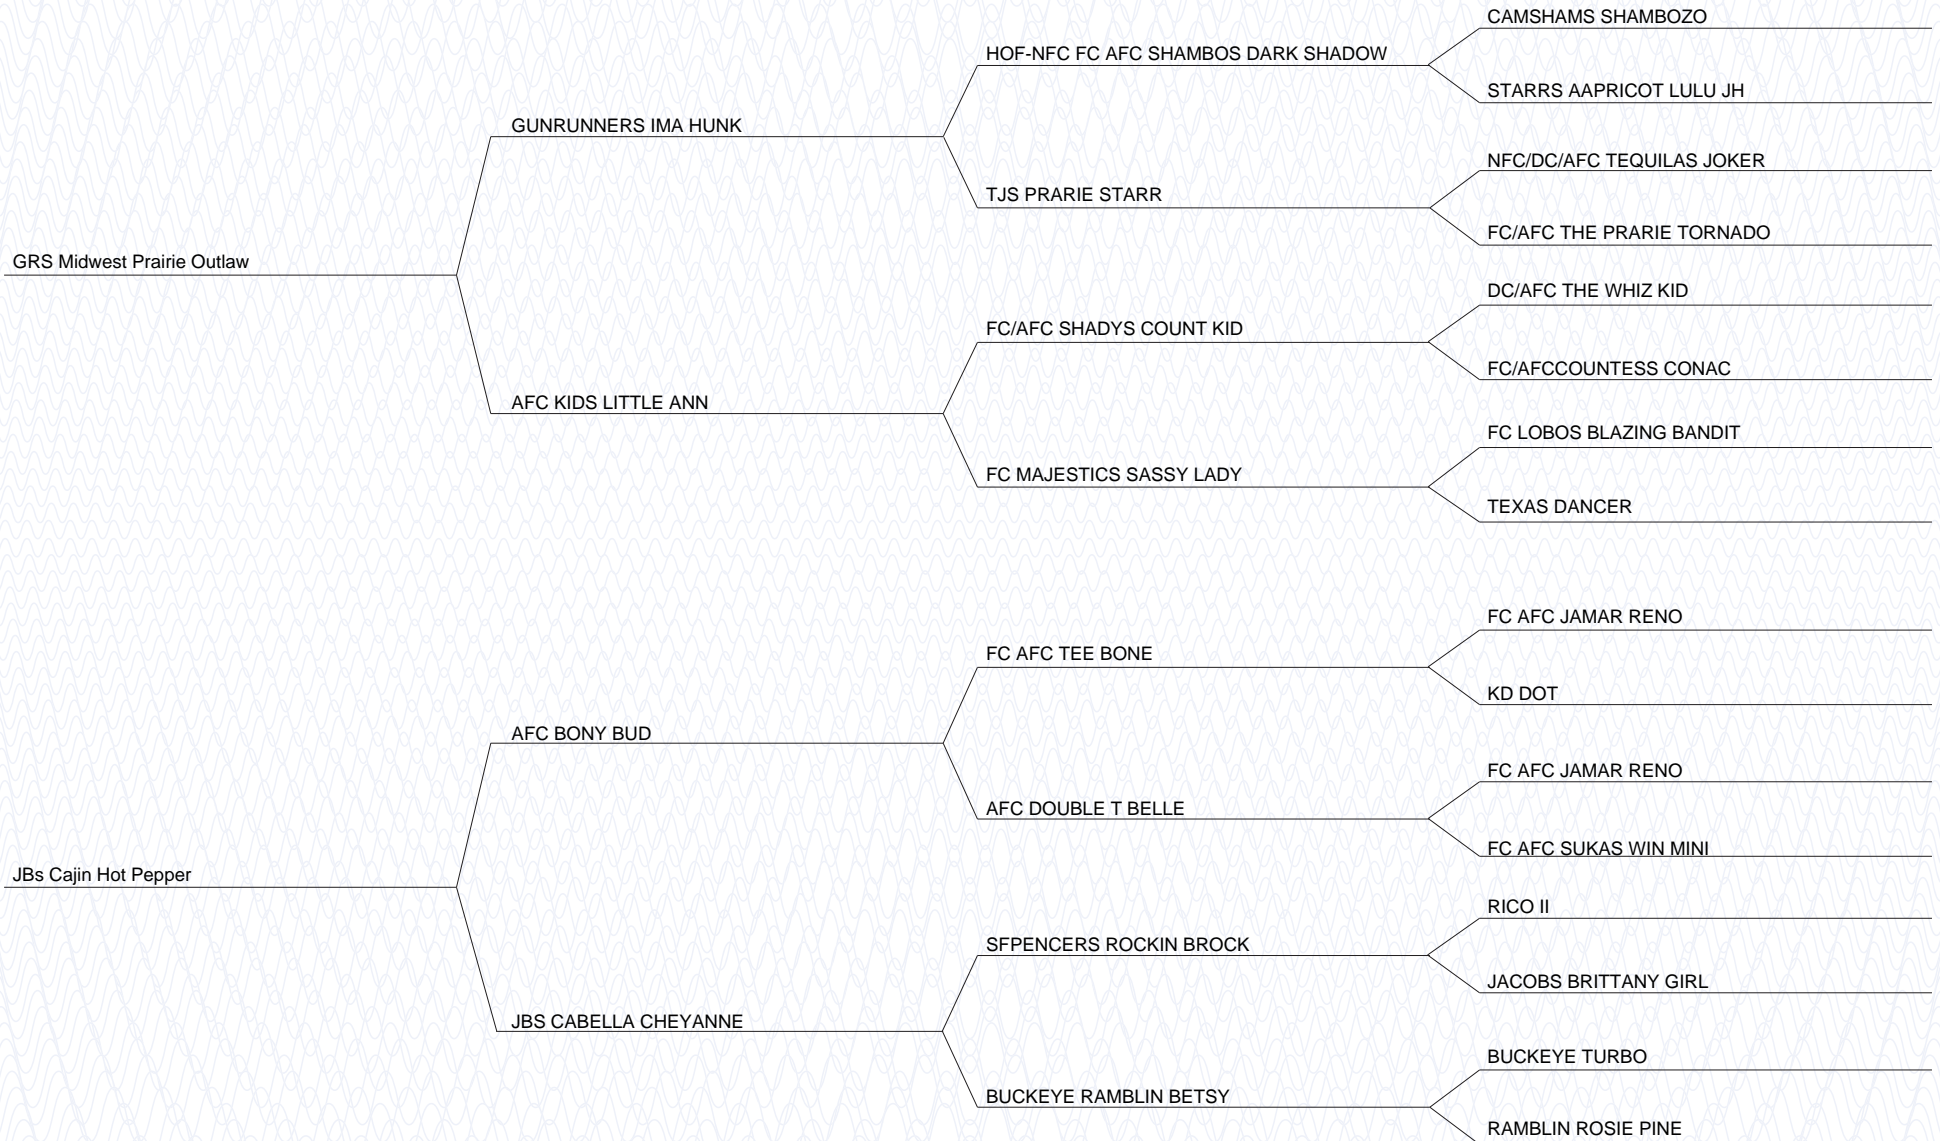 CAMSHAMS SHAMBOZO
HOF-NFC FC AFC SHAMBOS DARK SHADOW
STARRS AAPRICOT LULU JH
GUNRUNNERS IMA HUNK
NFC/DC/AFC TEQUILAS JOKER
TJS PRARIE STARR
FC/AFC THE PRARIE TORNADO
GRS Midwest Prairie Outlaw
DC/AFC THE WHIZ KID
FC/AFC SHADYS COUNT KID
FC/AFCCOUNTESS CONAC
AFC KIDS LITTLE ANN
FC LOBOS BLAZING BANDIT
FC MAJESTICS SASSY LADY
TEXAS DANCER
FC AFC JAMAR RENO
FC AFC TEE BONE
KD DOT
AFC BONY BUD
FC AFC JAMAR RENO
AFC DOUBLE T BELLE
FC AFC SUKAS WIN MINI
JBs Cajin Hot Pepper
RICO II
SFPENCERS ROCKIN BROCK
JACOBS BRITTANY GIRL
JBS CABELLA CHEYANNE
BUCKEYE TURBO
BUCKEYE RAMBLIN BETSY
RAMBLIN ROSIE PINE